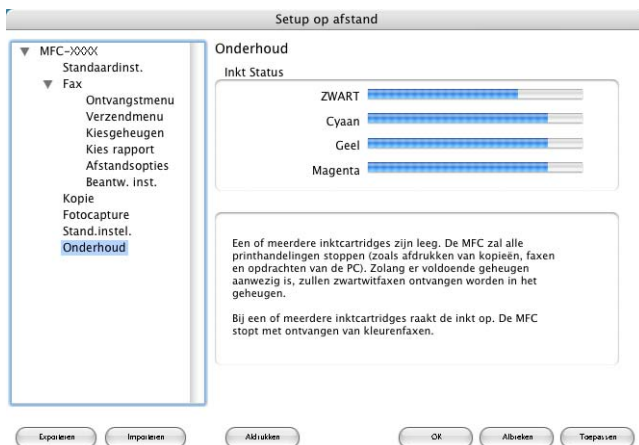 Setup op afstand
MFC-XXXX
Standaardinst.
Fax
Ontvangstmenu
Verzendmenu
Kiesgeheugen
Kies rapport
Afstandsopties
Beantw. inst.
Kopie
Fotocapture
Stand.instel.
Onderhoud
Onderhoud
Inkt Status
ZWART
Cyaan
Geel
Magenta
Een of meerdere inktcartridges zijn leeg. De MFC zal alle
printhandelingen stoppen (zoals afdrukken van kopieën, faxen
en opdrachten van de PC). Zolang er voldoende geheugen
aanwezig is, zullen zwartwitfaxen ontvangen worden in het
geheugen.
Bij een of meerdere inktcartridges raakt de inkt op. De MFC
stopt met ontvangen van kleurenfaxen.
Exporteren
Importeren
Afdrukken
OK
Afbreken
Toepassen